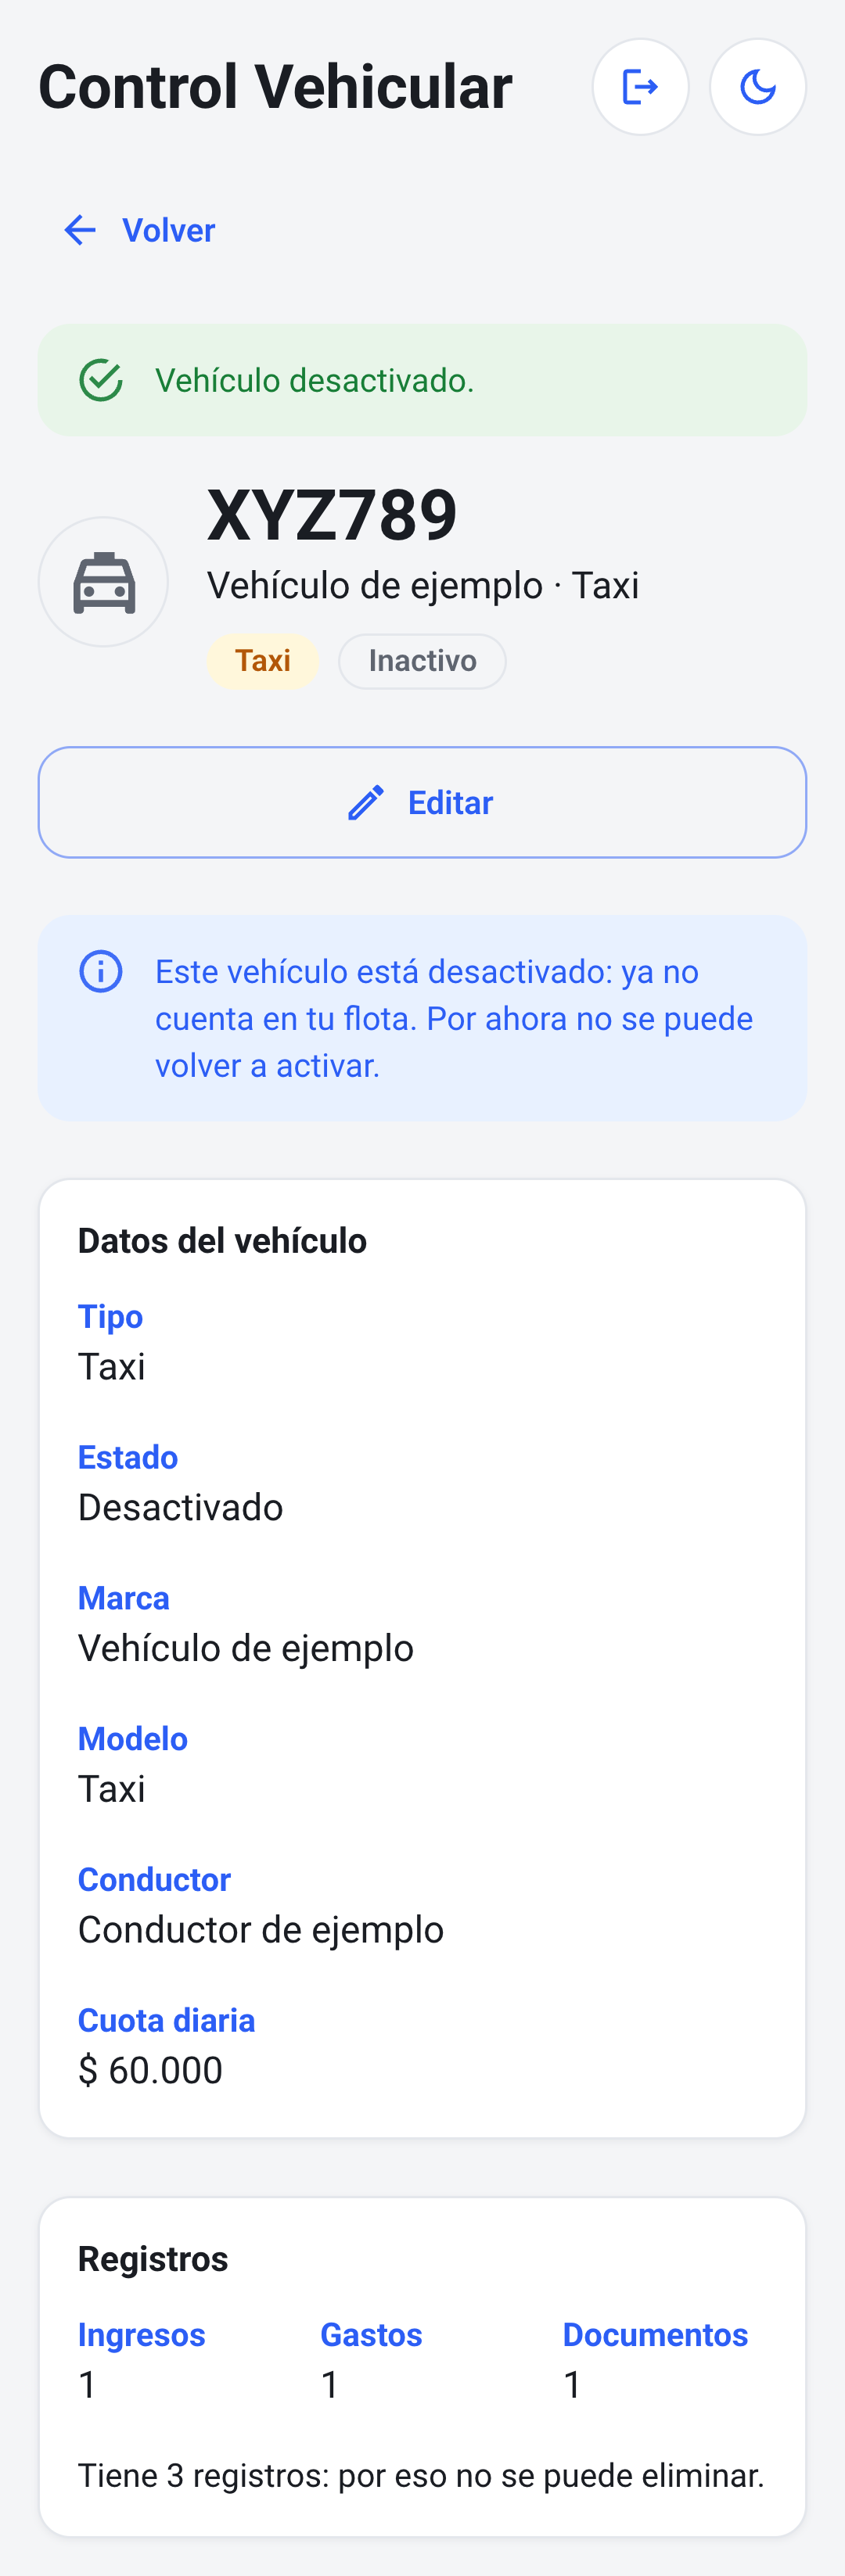 Control Vehicular
Volver
Vehículo desactivado.
XYZ789
Vehículo de ejemplo · Taxi
Taxi
Inactivo
Editar
Este vehículo está desactivado: ya no
cuenta en tu flota. Por ahora no se puede
volver a activar.
Datos del vehículo
Tipo
Taxi
Estado
Desactivado
Marca
Vehículo de ejemplo
Modelo
Taxi
Conductor
Conductor de ejemplo
Cuota diaria
$ 60.000
Registros
Ingresos Gastos Documentos
1 1 1
Tiene 3 registros: por eso no se puede eliminar.